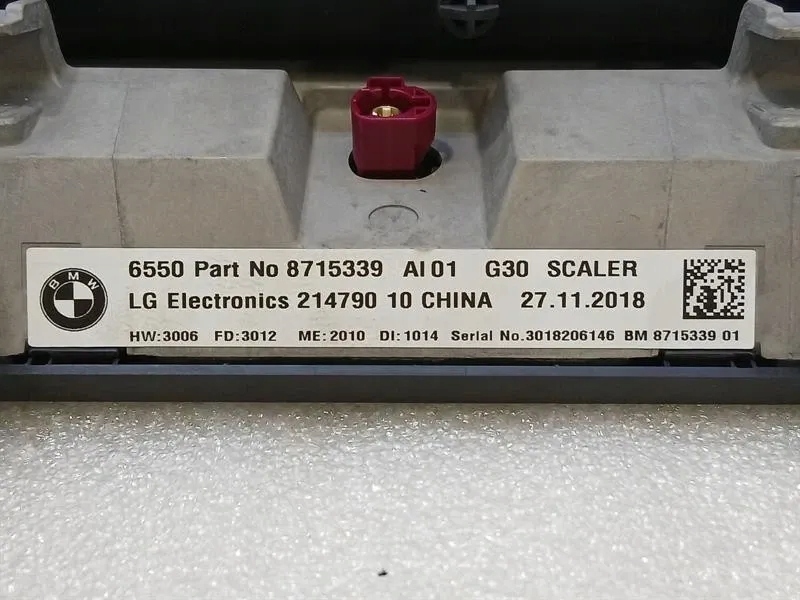 BMW
6550 Part No 8715339 AI 01 G30 SCALER
LG Electronics 214790 10 CHINA 27.11.2018
HW:3006 FD:3012 ME:2010 DI:1014 Serial No.3018206146 BM 8715339 01